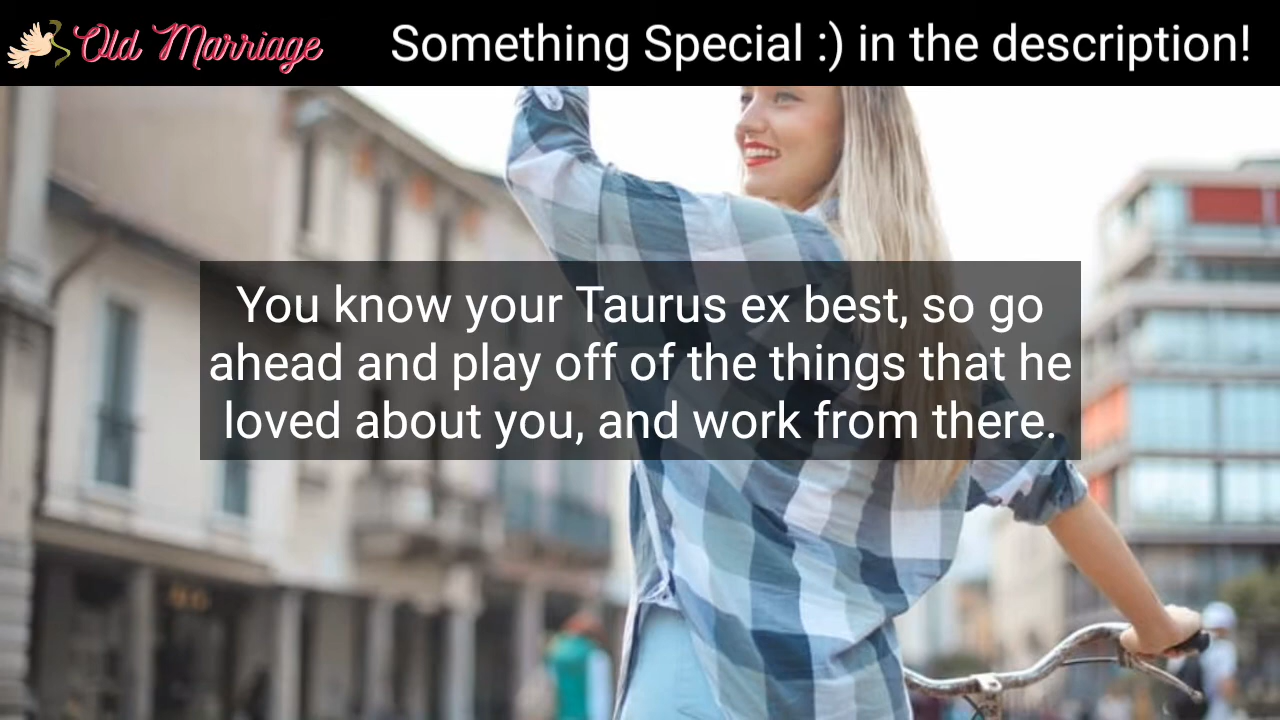 Old Marriage
Something Special :) in the description!
You know your Taurus ex best, so go
ahead and play off of the things that he
loved about you, and work from there.